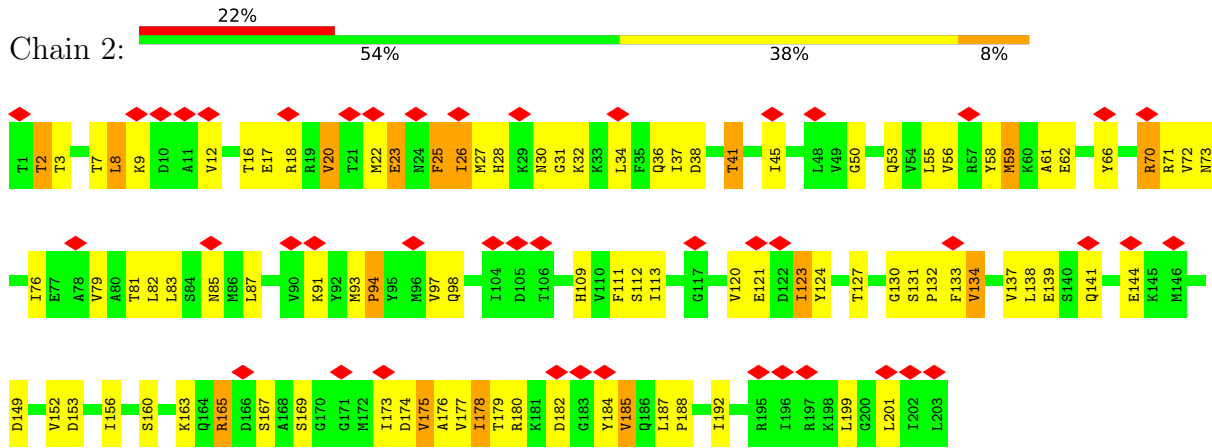 22%
Chain 2:
54% 38% 8%
T1 T2 T3 T7 L8 K9 D10 A11 V12 T16 E17 R18 R19 V20 T21 M22 E23 N24 F25 I26 M27 H28 K29 N30 G31 K32 K33 L34 F35 Q36 I37 D38 T41 I45 L48 V49 G50 Q53 V54 L55 V56 R57 Y58 M59 K60 A61 E62 Y66 R70 R71 V72 N73
I76 E77 A78 V79 A80 T81 L82 L83 S84 N85 M86 L87 V90 K91 Y92 M93 P94 Y95 M96 V97 Q98 I104 D105 T106 H109 V110 F111 S112 I113 G117 V120 E121 D122 I123 Y124 T127 G130 S131 P132 F133 V134 V137 L138 E139 S140 Q141 E144 K145 M146
D149 V152 D153 I156 S160 K163 Q164 R165 D166 S167 A168 S169 G170 G171 M172 I173 D174 V175 A176 V177 I178 T179 R180 K181 D182 G183 Y184 V185 Q186 L187 P188 I192 R195 I196 R197 K198 L199 G200 L201 I202 L203